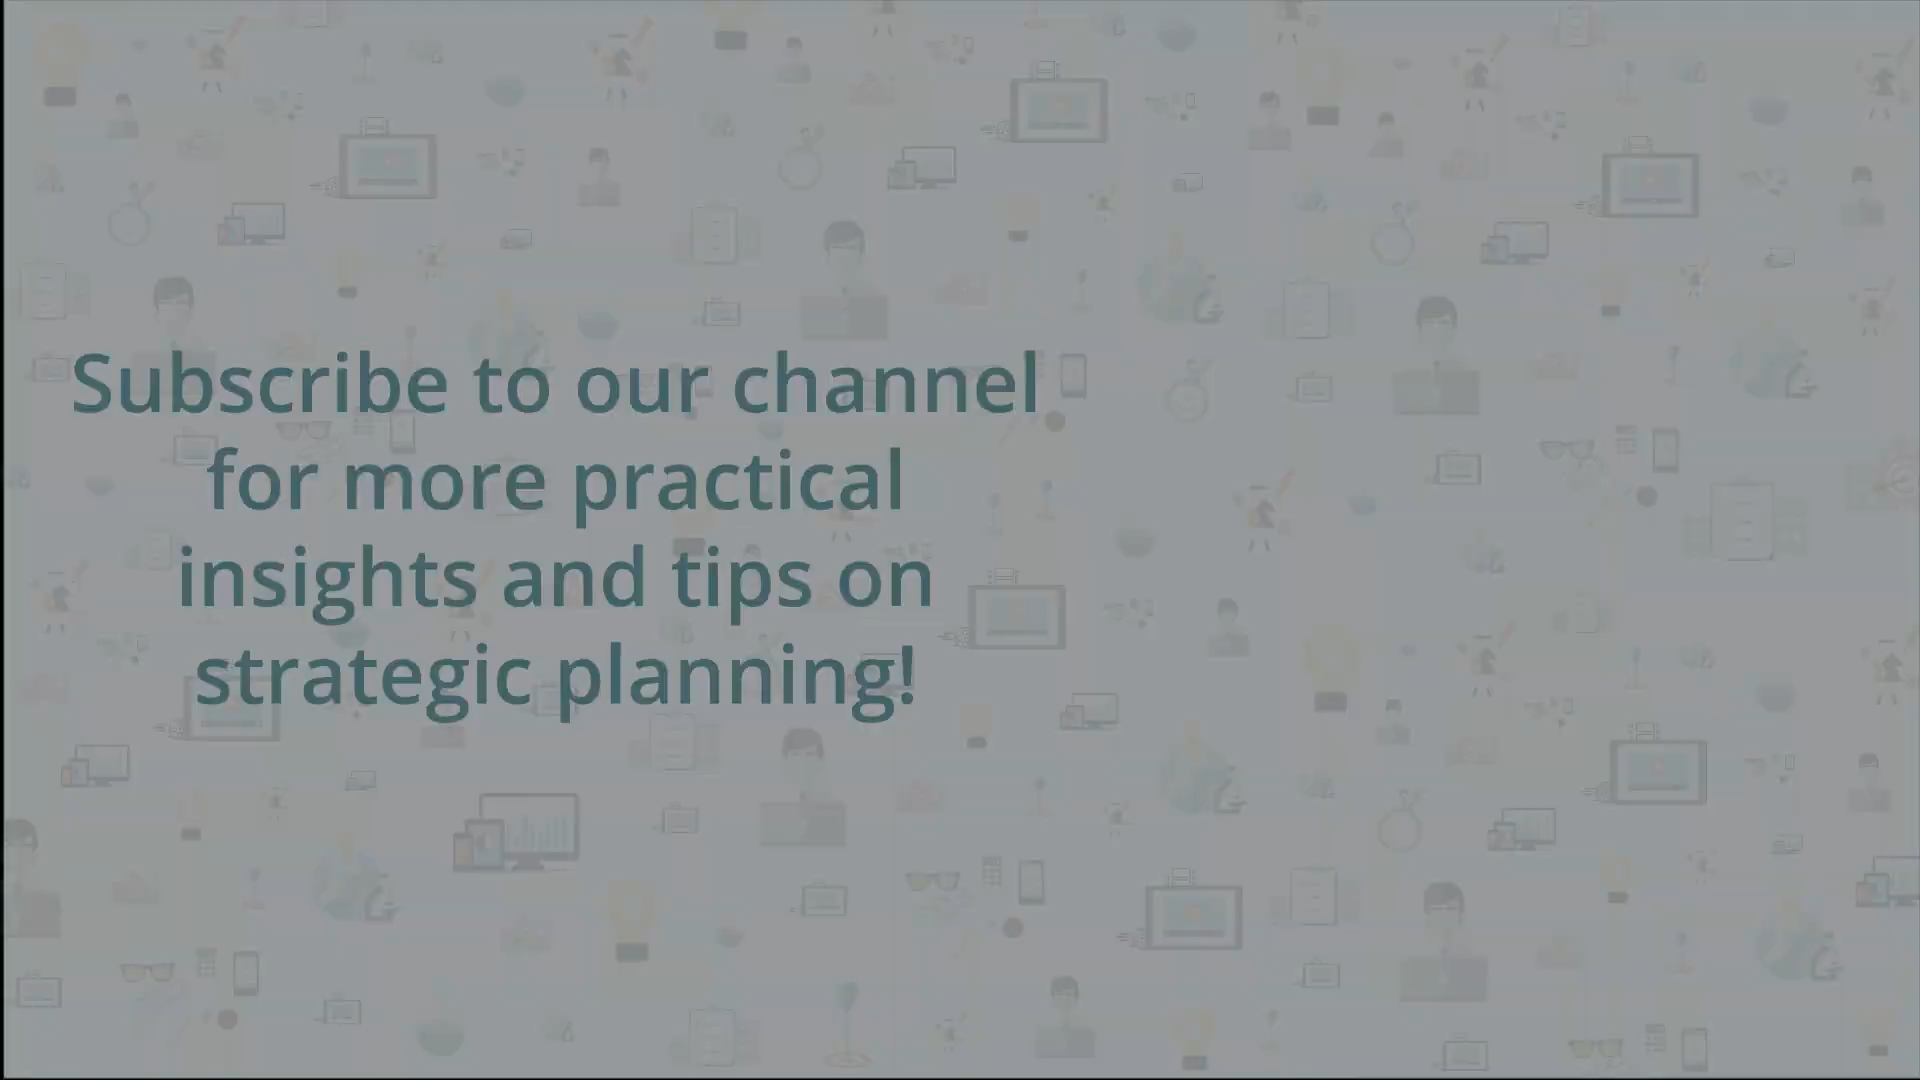 Subscribe to our channel
for more practical
insights and tips on
strategic planning!